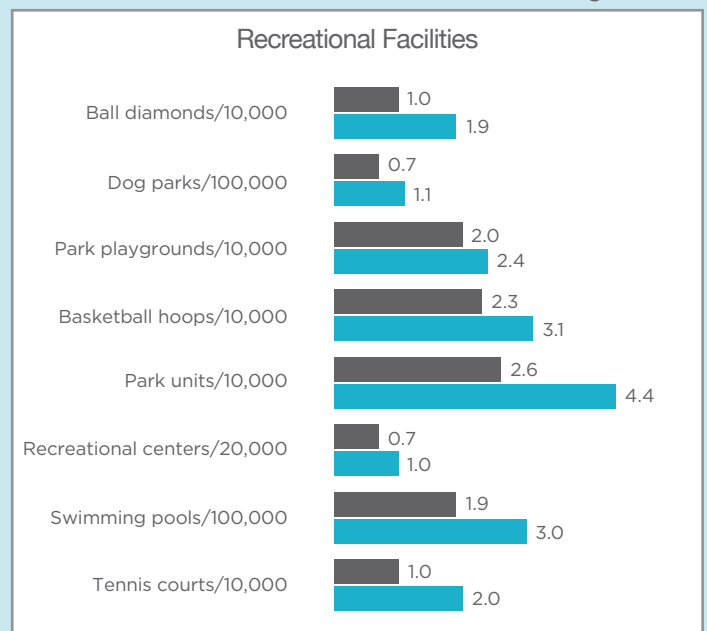 Recreational Facilities
Ball diamonds/10,000
1.0
1.9
Dog parks/100,000
0.7
1.1
Park playgrounds/10,000
2.0
2.4
Basketball hoops/10,000
2.3
3.1
Park units/10,000
2.6
4.4
Recreational centers/20,000
0.7
1.0
Swimming pools/100,000
1.9
3.0
Tennis courts/10,000
1.0
2.0